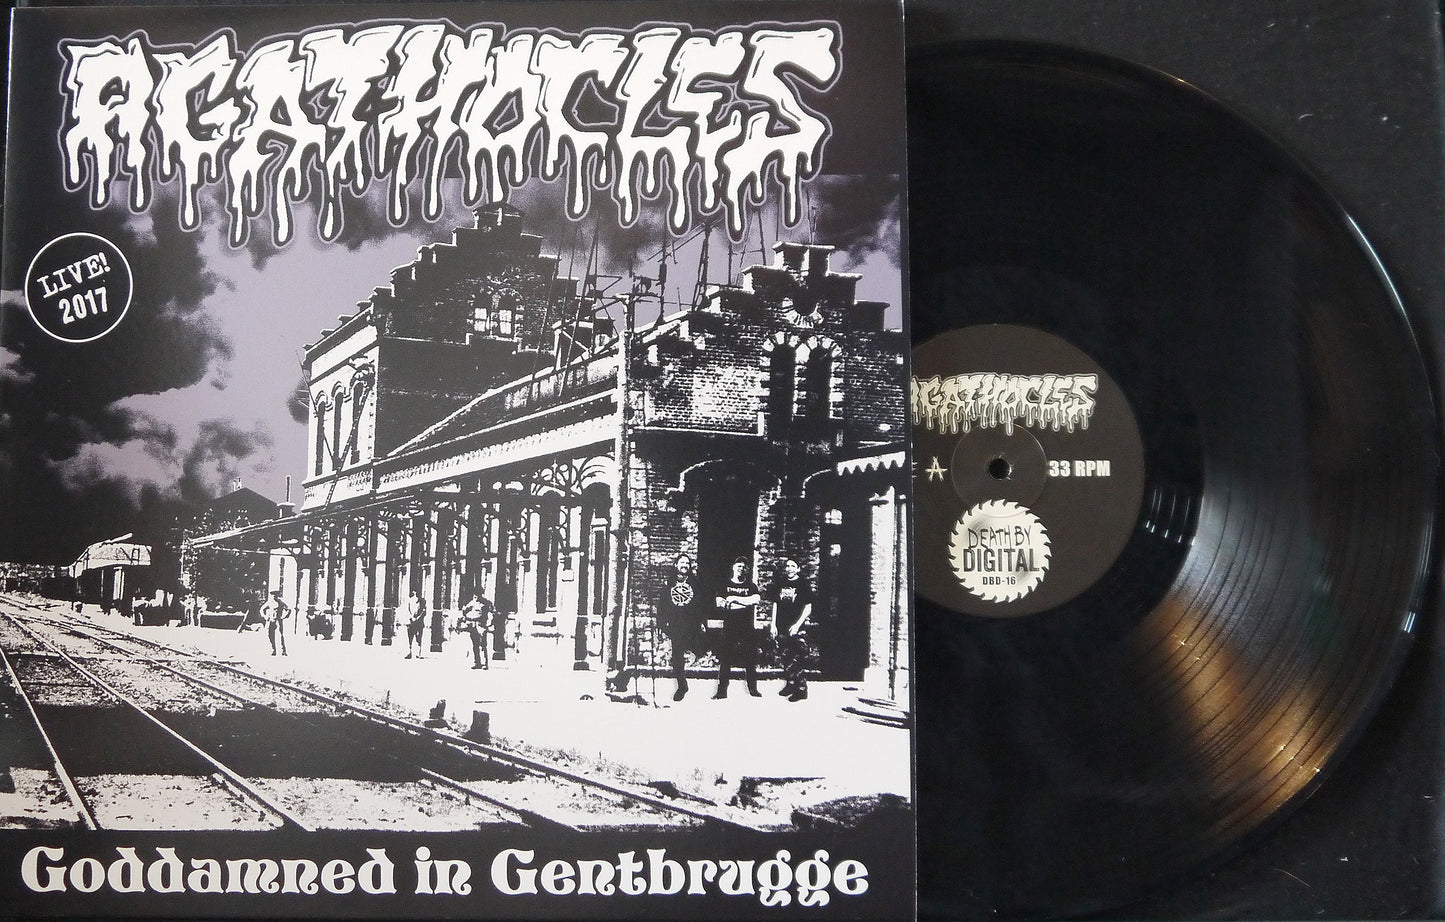 AGATHOCLES
LIVE!
2017
Goddamned in Gentbrugge
AGATHOCLES
A
33 RPM
DEATH BY
DIGITAL
DBD-16